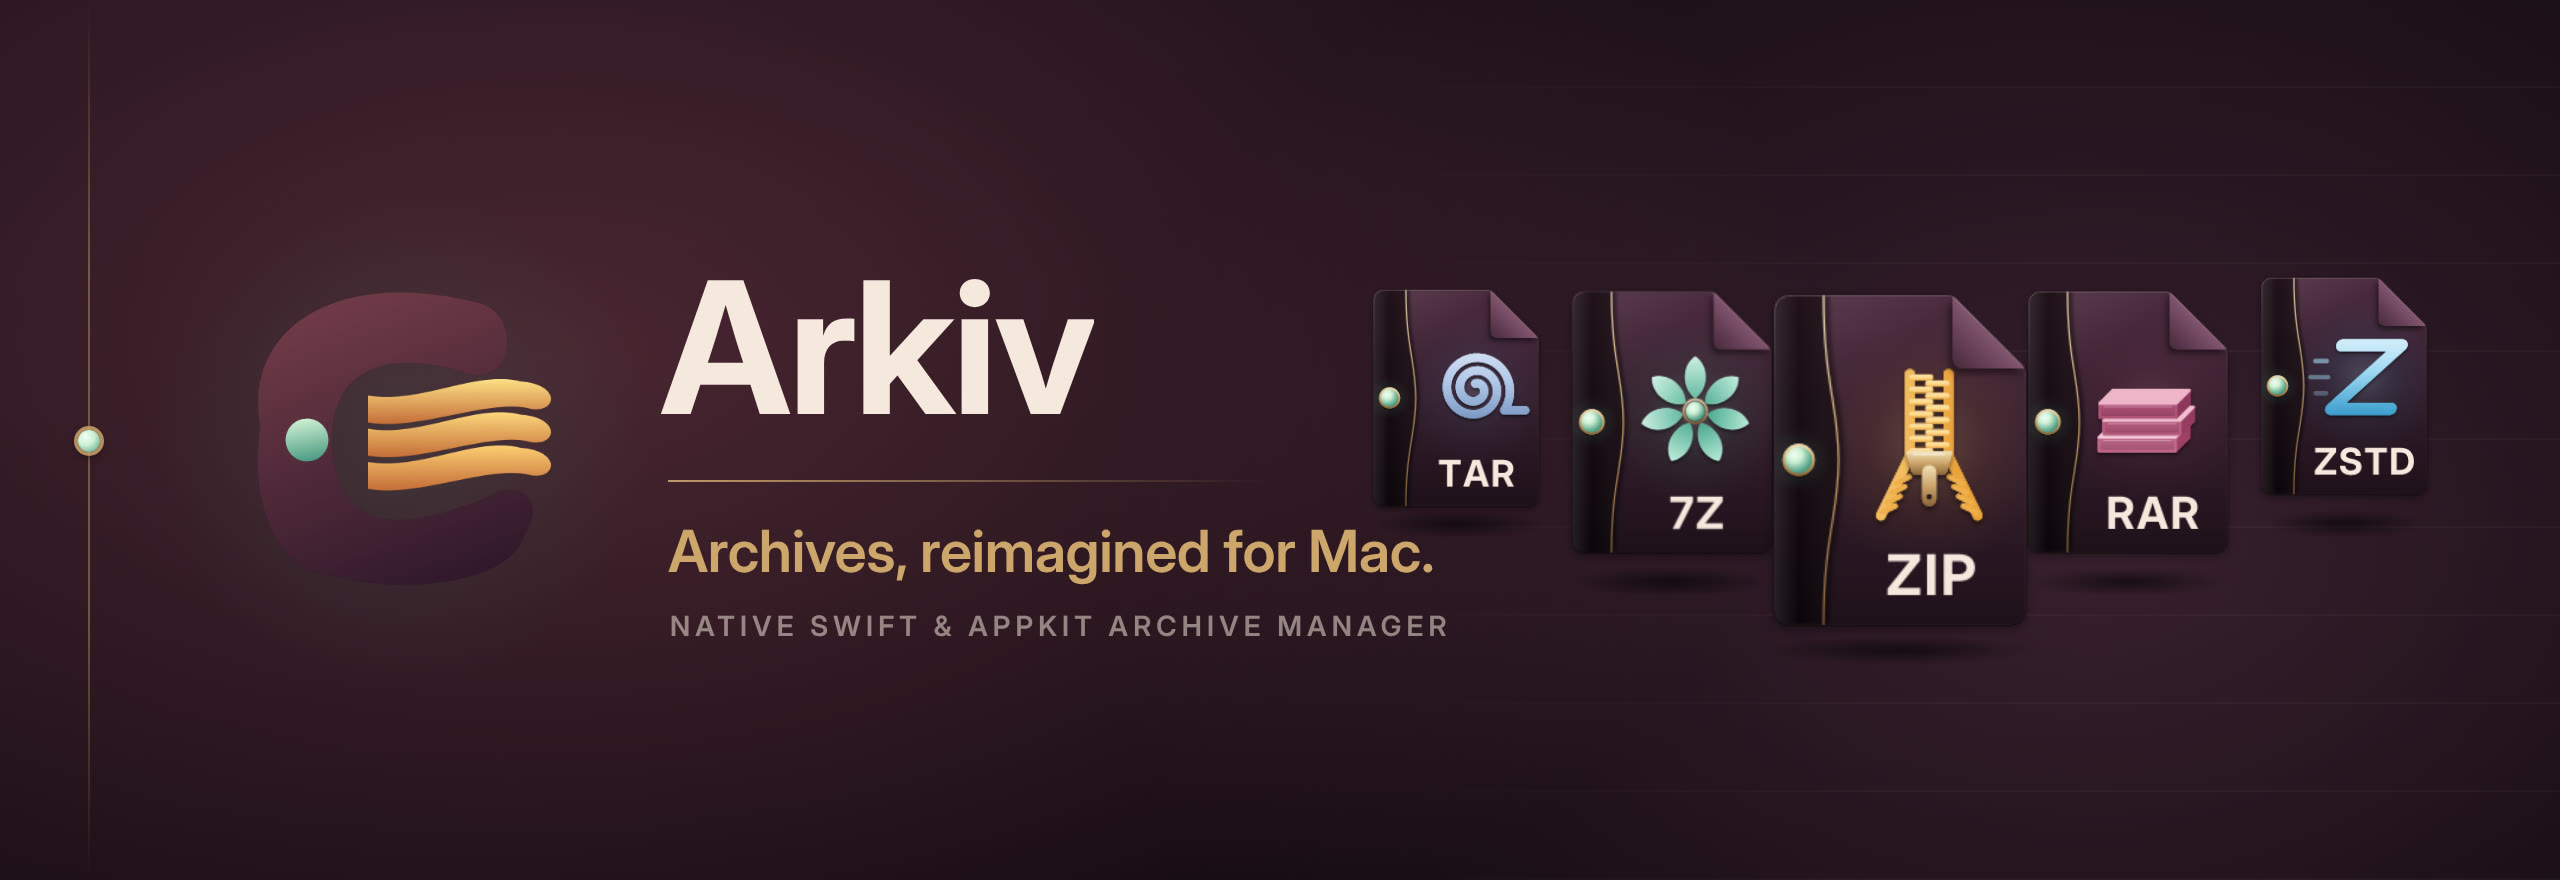 Arkiv
Archives, reimagined for Mac.
NATIVE SWIFT & APPKIT ARCHIVE MANAGER
TAR
7Z
ZIP
RAR
ZSTD